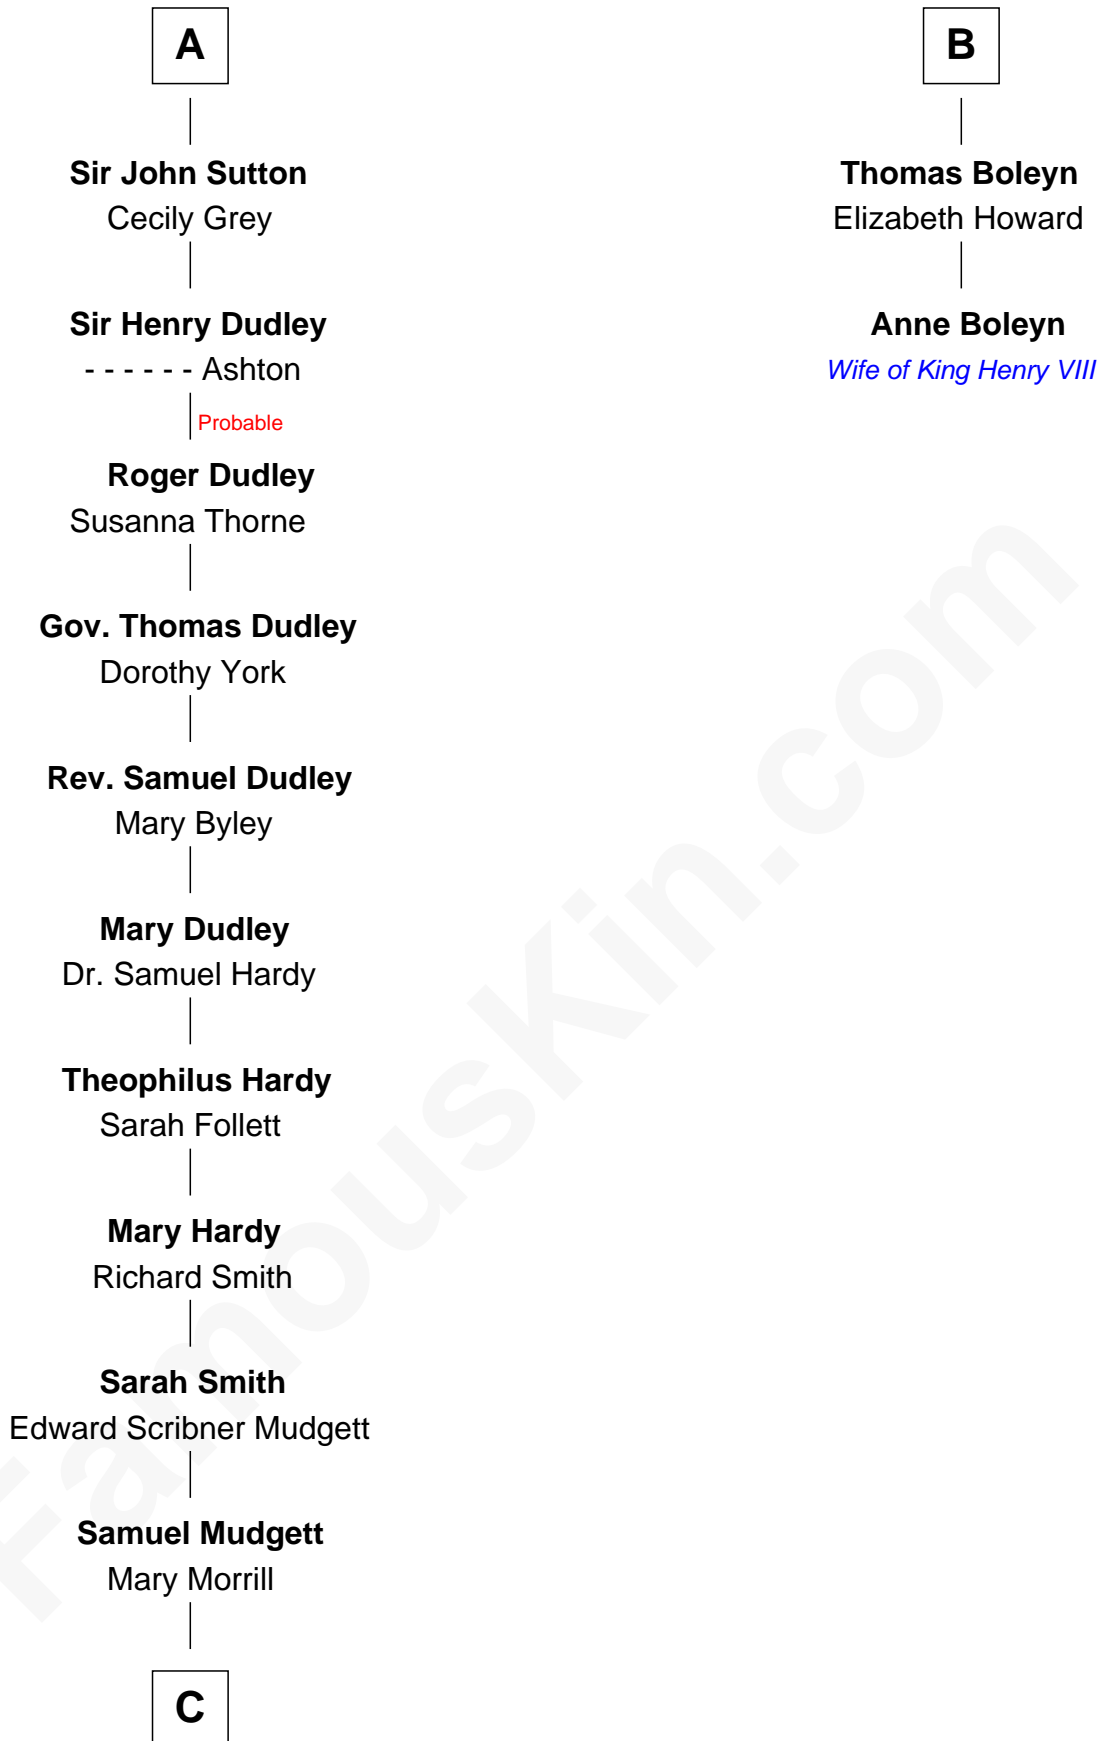 A
Sir John Sutton
Cecily Grey
Sir Henry Dudley
- - - - - - Ashton
Probable
Roger Dudley
Susanna Thorne
Gov. Thomas Dudley
Dorothy York
Rev. Samuel Dudley
Mary Byley
Mary Dudley
Dr. Samuel Hardy
Theophilus Hardy
Sarah Follett
Mary Hardy
Richard Smith
Sarah Smith
Edward Scribner Mudgett
Samuel Mudgett
Mary Morrill
C
B
Thomas Boleyn
Elizabeth Howard
Anne Boleyn
Wife of King Henry VIII
FamousKin.com